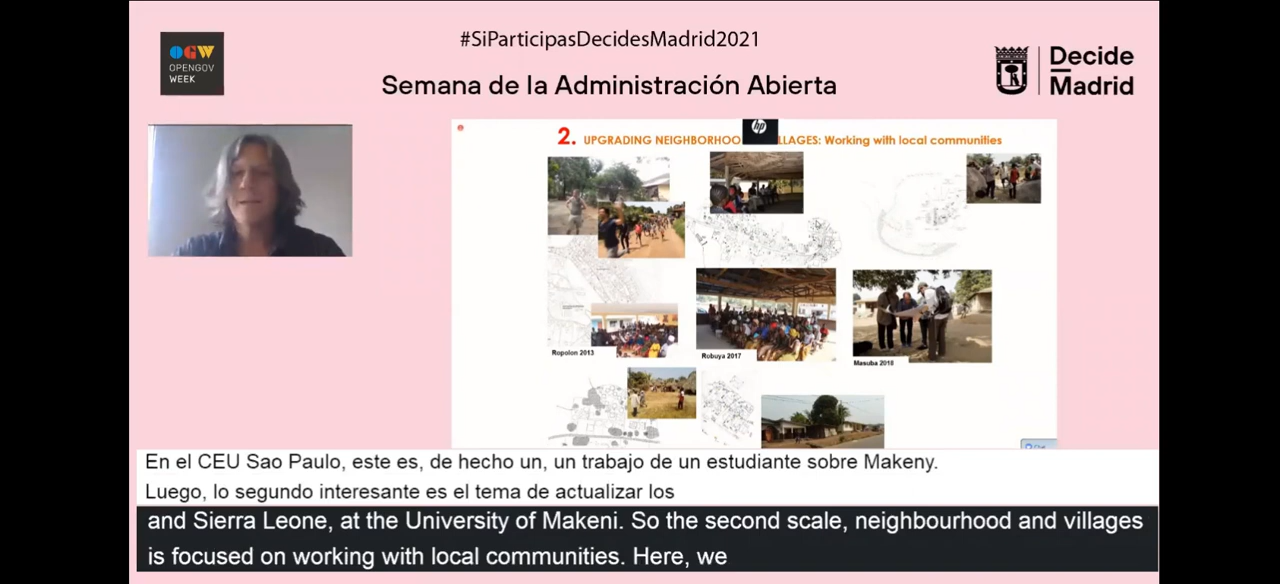 #SiParticipasDecidesMadrid2021
OGW
OPENGOV
WEEK
Semana de la Administración Abierta
Decide
Madrid
hp
2. UPGRADING NEIGHBORHOO LLAGES: Working with local communities
Ropolon 2013
Robuya 2017
Masuba 2018
En el CEU Sao Paulo, este es, de hecho un, un trabajo de un estudiante sobre Makeny.
Luego, lo segundo interesante es el tema de actualizar los
and Sierra Leone, at the University of Makeni. So the second scale, neighbourhood and villages
is focused on working with local communities. Here, we